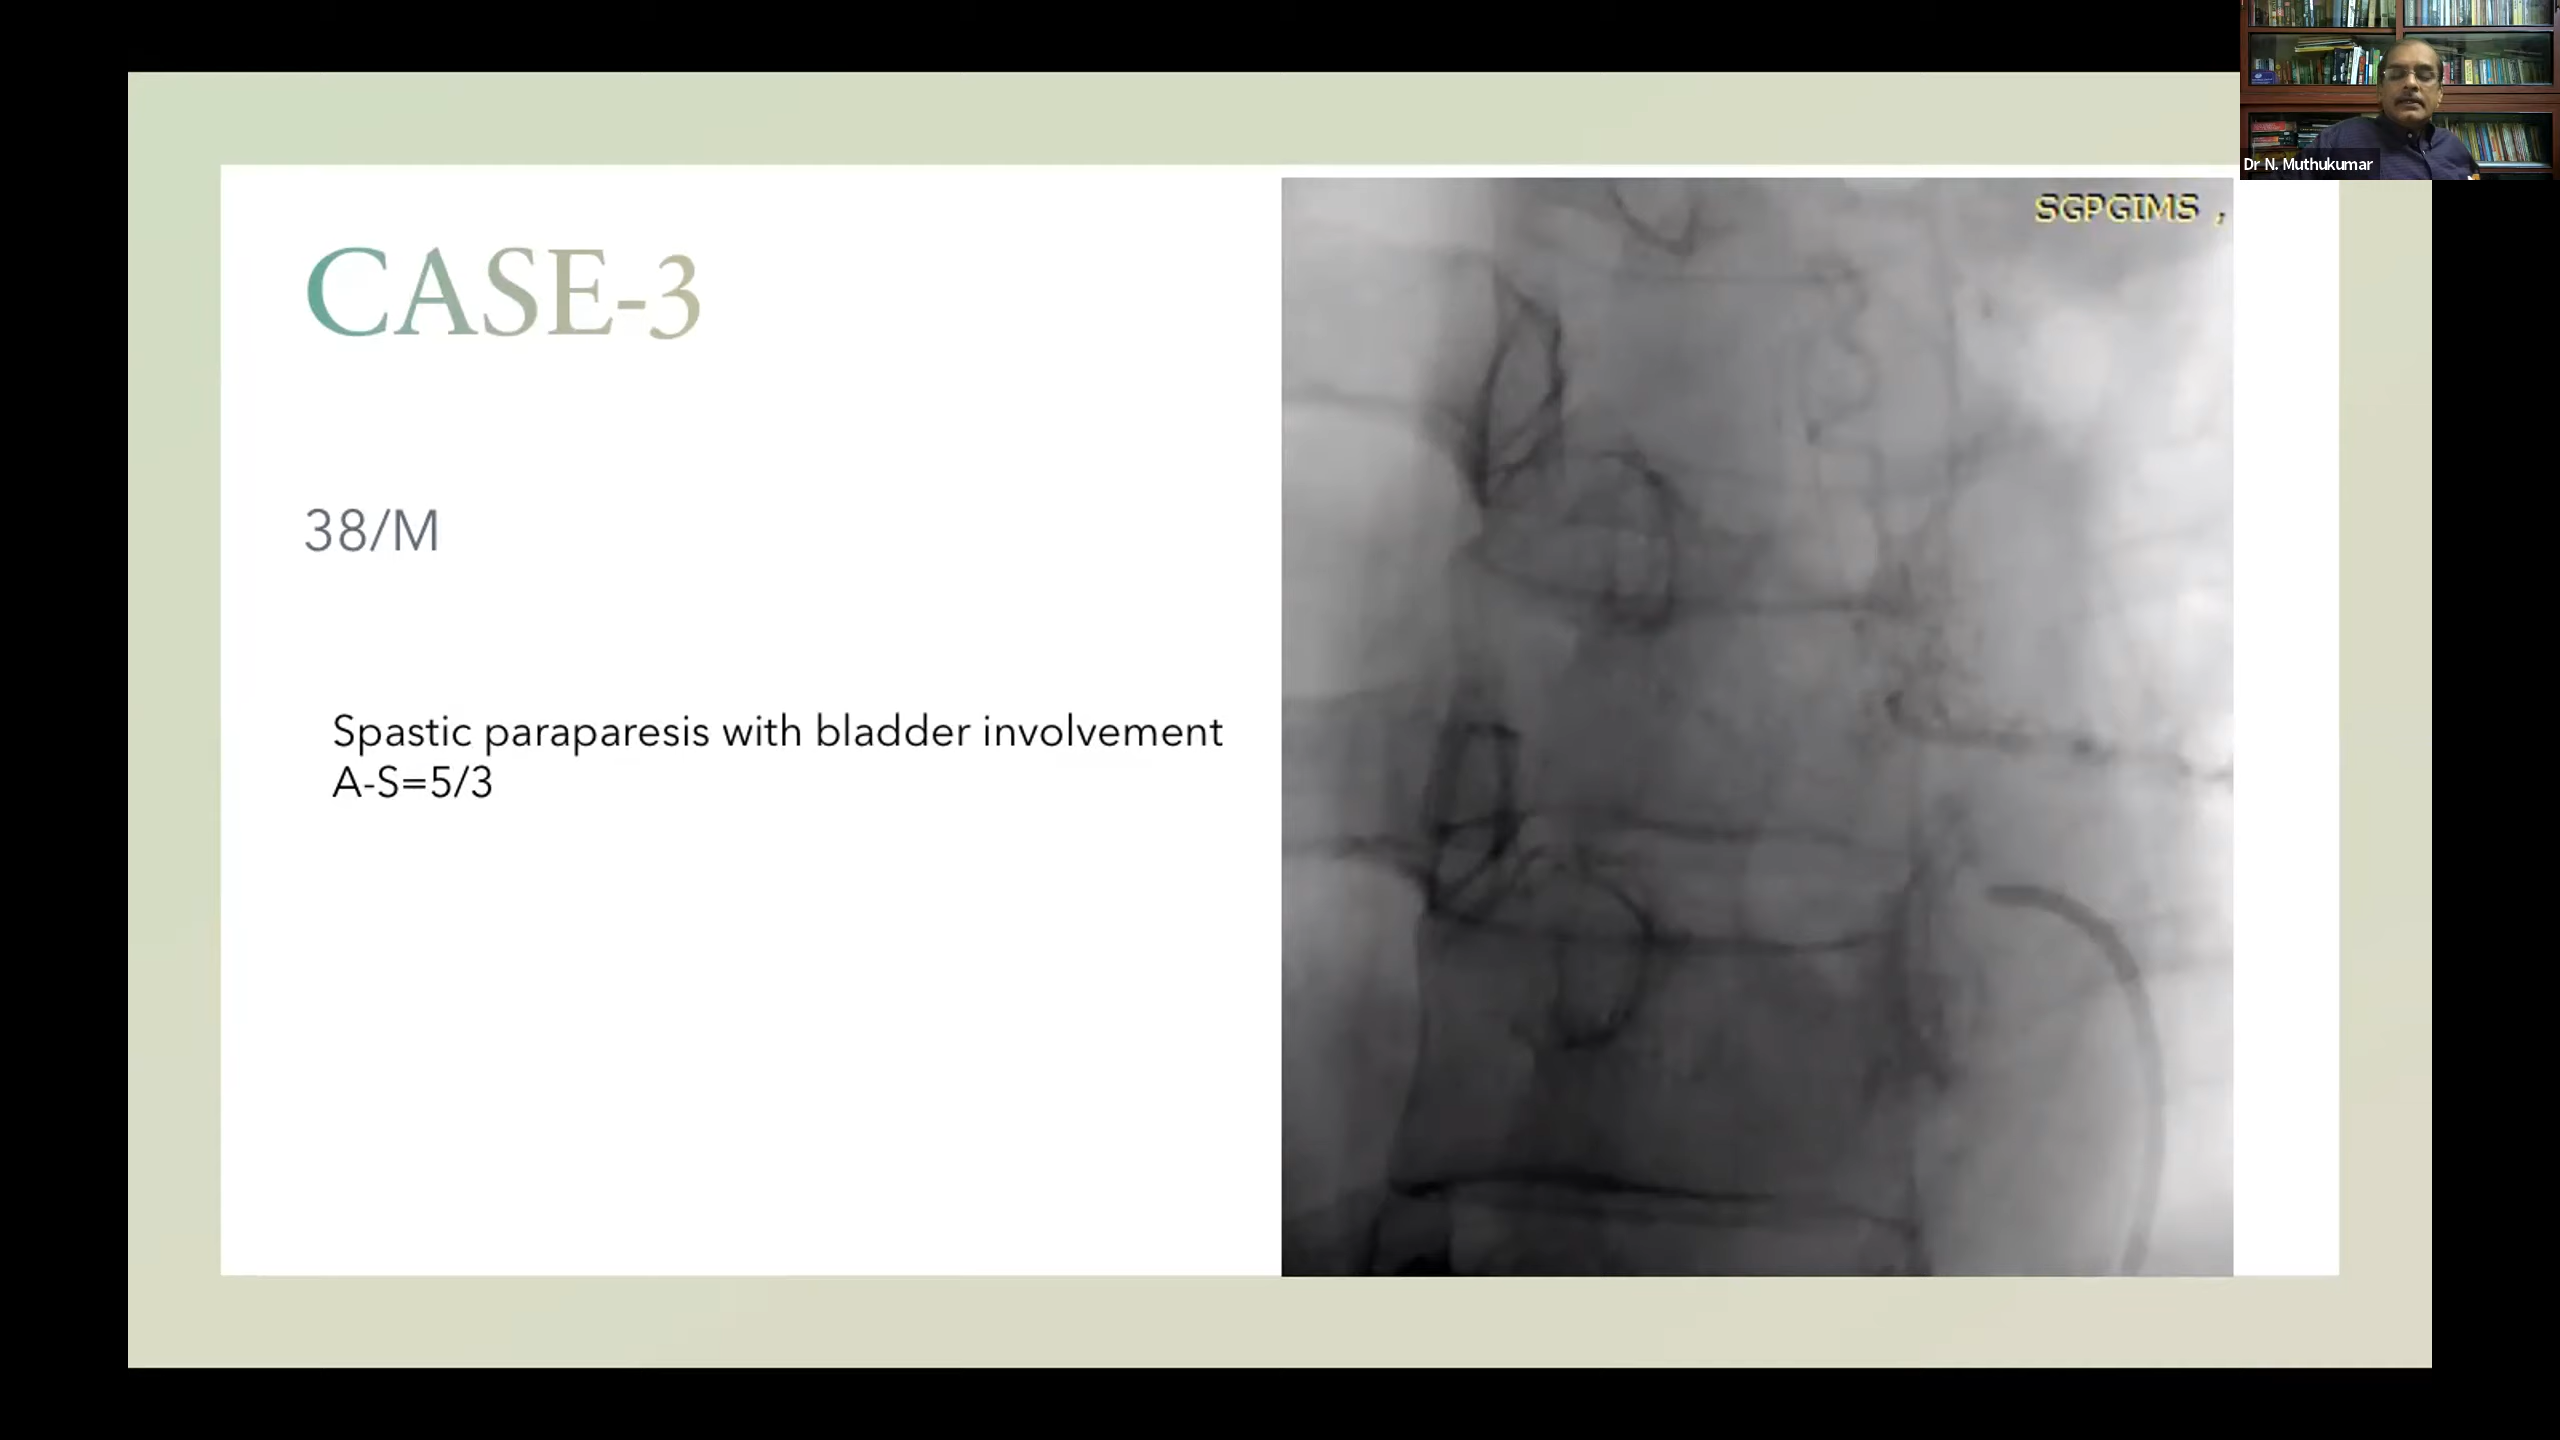 Dr N. Muthukumar
SGPGIMS ,
CASE-3
38/M
Spastic paraparesis with bladder involvement
A-S=5/3